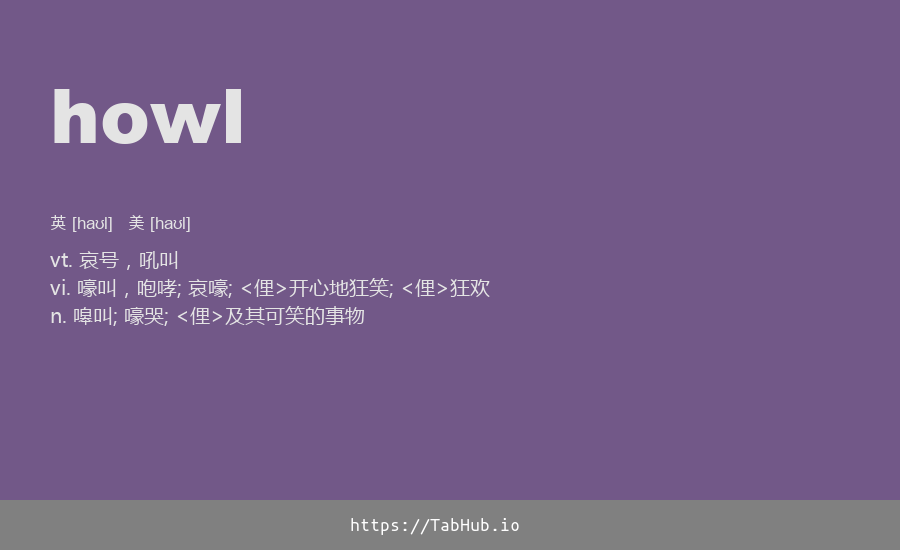 howl
英 [haʊl] 美 [haʊl]
vt. 哀号，吼叫
vi. 嚎叫，咆哮; 哀嚎; <俚>开心地狂笑; <俚>狂欢
n. 嗥叫; 嚎哭; <俚>及其可笑的事物
https://TabHub.io